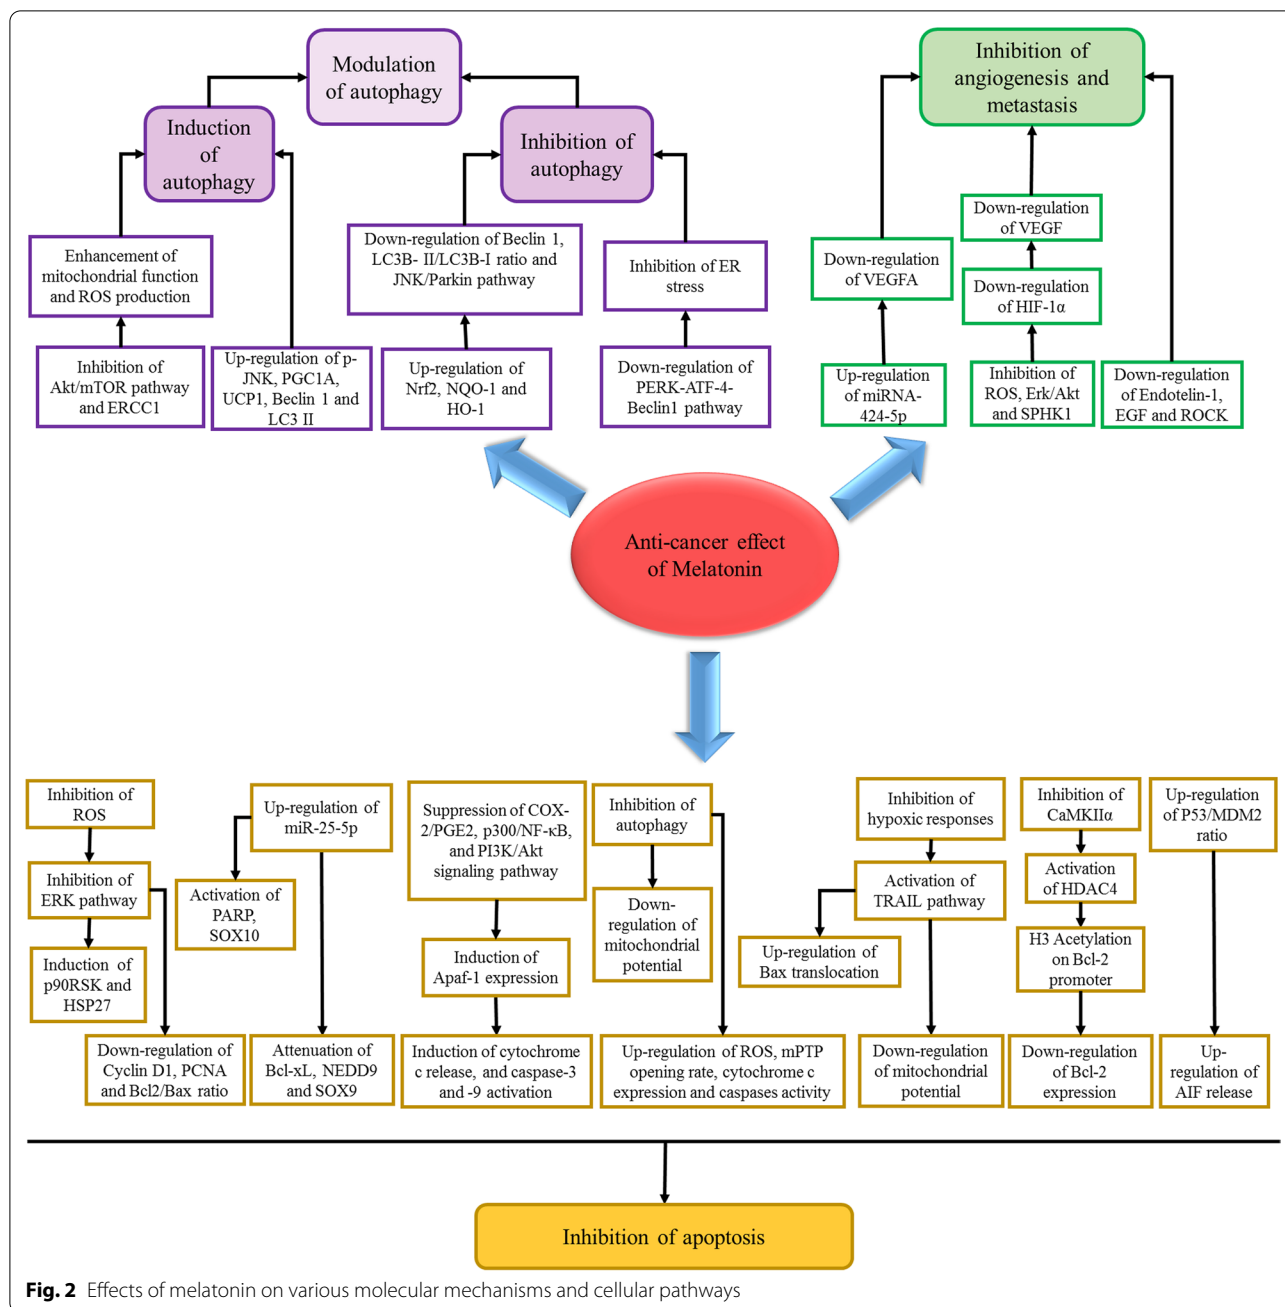 Modulation
of autophagy
Inhibition of
angiogenesis and
metastasis
Induction
of
autophagy
Inhibition of
autophagy
Enhancement of
mitochondrial function
and ROS production
Down-regulation of Beclin 1,
LC3B- II/LC3B-I ratio and
JNK/Parkin pathway
Inhibition of ER
stress
Down-regulation
of VEGFA
Down-regulation
of VEGF
Down-regulation
of HIF-1α
Inhibition of
Akt/mTOR pathway
and ERCC1
Up-regulation of p-
JNK, PGC1A,
UCP1, Beclin 1 and
LC3 II
Up-regulation of
Nrf2, NQO-1 and
HO-1
Down-regulation of
PERK-ATF-4-
Beclin1 pathway
Up-regulation
of miRNA-
424-5p
Inhibition of
ROS, Erk/Akt
and SPHK1
Down-regulation
of Endotelin-1,
EGF and ROCK
Anti-cancer effect
of Melatonin
Inhibition of
ROS
Inhibition of
ERK pathway
Induction of
p90RSK and
HSP27
Down-regulation of
Cyclin D1, PCNA
and Bcl2/Bax ratio
Up-regulation of
miR-25-5p
Activation of
PARP,
SOX10
Attenuation of
Bcl-xL, NEDD9
and SOX9
Suppression of COX-
2/PGE2, p300/NF-κB,
and PI3K/Akt
signaling pathway
Induction of
Apaf-1 expression
Induction of cytochrome
c release, and caspase-3
and -9 activation
Inhibition of
autophagy
Down-
regulation of
mitochondrial
potential
Up-regulation of ROS, mPTP
opening rate, cytochrome c
expression and caspases activity
Inhibition of
hypoxic responses
Activation of
TRAIL pathway
Up-regulation of
Bax translocation
Down-regulation
of mitochondrial
potential
Inhibition of
CaMKIIα
Activation
of HDAC4
H3 Acetylation
on Bcl-2
promoter
Down-regulation
of Bcl-2
expression
Up-regulation
of P53/MDM2
ratio
Up-
regulation of
AIF release
Inhibition of apoptosis
Fig. 2 Effects of melatonin on various molecular mechanisms and cellular pathways